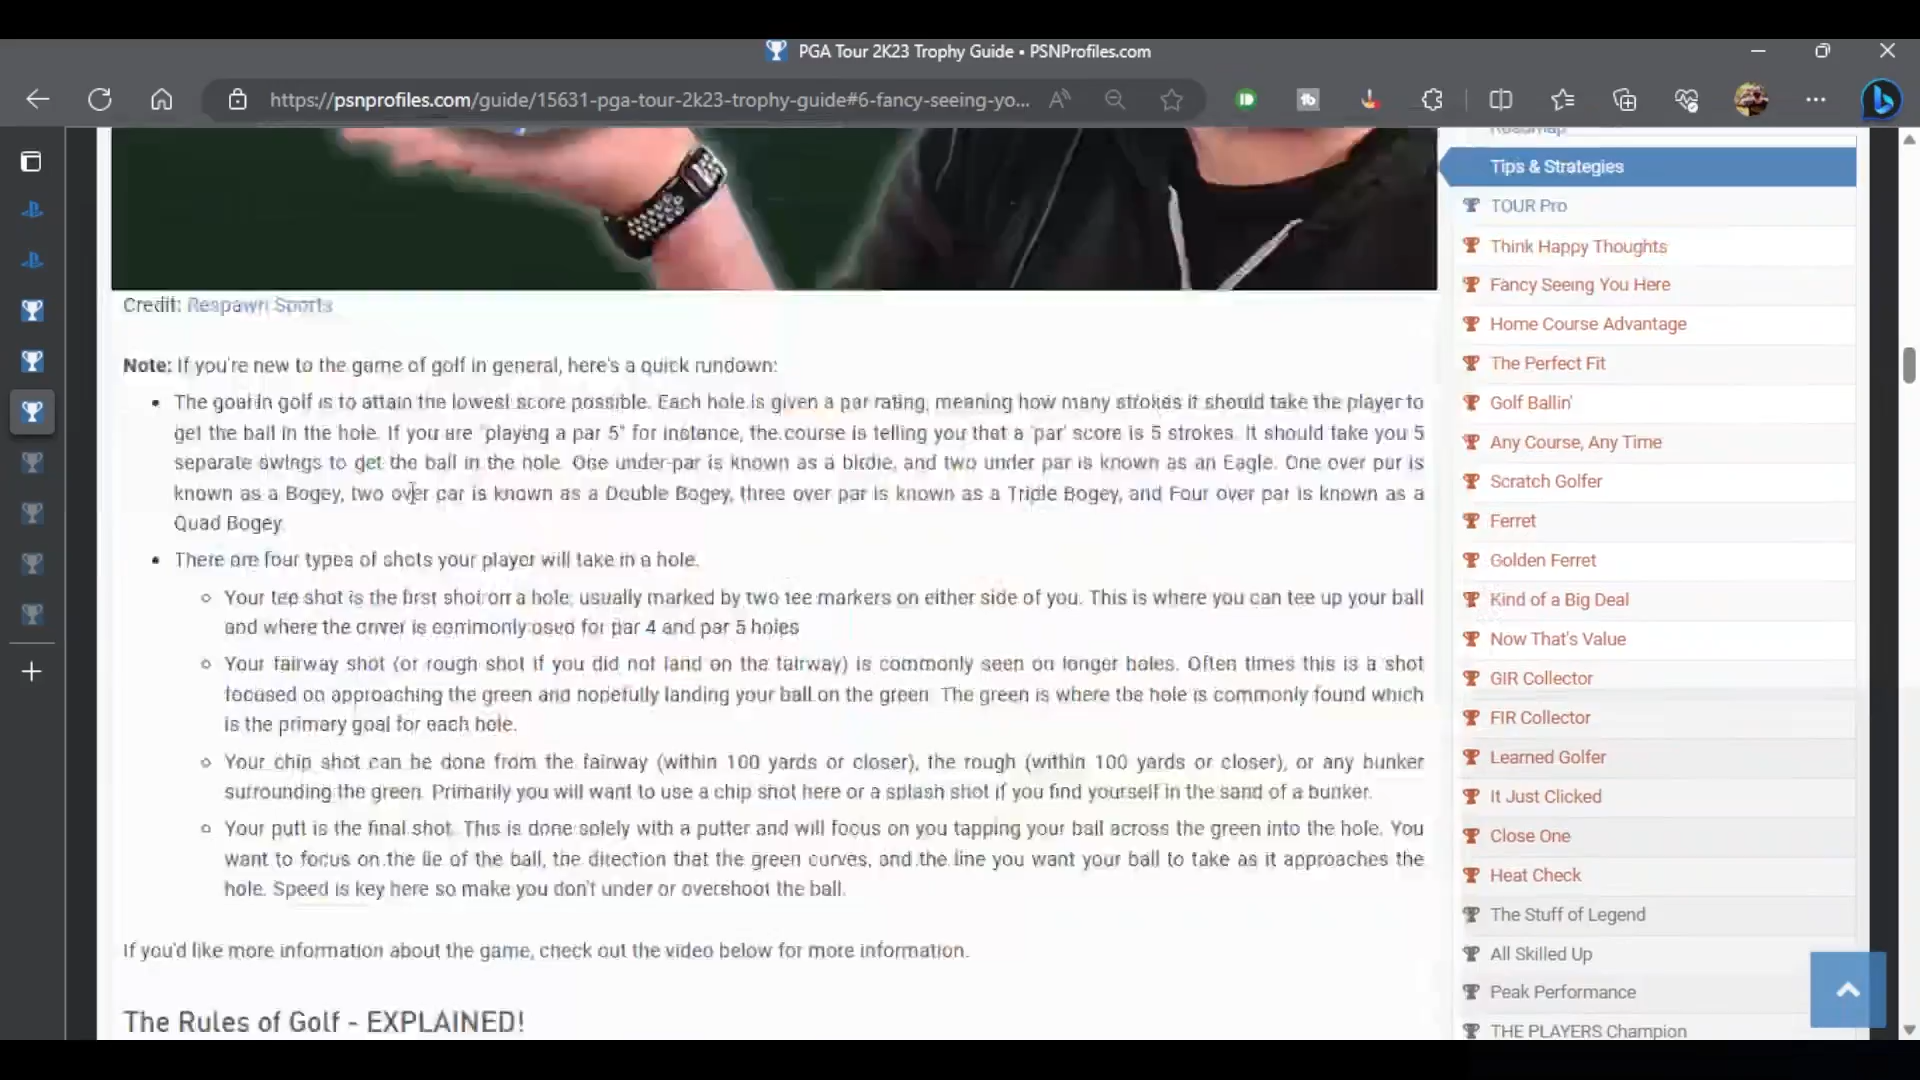 PGA Tour 2K23 Trophy Guide • PSNProfiles.com
https://psnprofiles.com/guide/15631-pga-tour-2k23-trophy-guide#6-fancy-seeing-yo...
Roadmap
Tips & Strategies
TOUR Pro
Think Happy Thoughts
Fancy Seeing You Here
Home Course Advantage
The Perfect Fit
Golf Ballin'
Any Course, Any Time
Scratch Golfer
Ferret
Golden Ferret
Kind of a Big Deal
Now That's Value
GIR Collector
FIR Collector
Learned Golfer
It Just Clicked
Close One
Heat Check
The Stuff of Legend
All Skilled Up
Peak Performance
THE PLAYERS Champion
Credit: Respawn Sports
Note: If you're new to the game of golf in general, here's a quick rundown:
• The goal in golf is to attain the lowest score possible. Each hole is given a par rating, meaning how many strokes it should take the player to
get the ball in the hole. If you are "playing a par 5" for instance, the course is telling you that a 'par' score is 5 strokes. It should take you 5
separate swings to get the ball in the hole. One under-par is known as a birdie, and two under par is known as an Eagle. One over par is
known as a Bogey, two over par is known as a Double Bogey, three over par is known as a Triple Bogey, and Four over par is known as a
Quad Bogey.
• There are four types of shots your player will take in a hole.
Your tee shot is the first shot on a hole, usually marked by two tee markers on either side of you. This is where you can tee up your ball
and where the driver is commonly used for par 4 and par 5 holes
Your fairway shot (or rough shot if you did not land on the fairway) is commonly seen on longer holes. Often times this is a shot
focused on approaching the green and hopefully landing your ball on the green. The green is where the hole is commonly found which
is the primary goal for each hole.
Your chip shot can be done from the fairway (within 100 yards or closer), the rough (within 100 yards or closer), or any bunker
surrounding the green. Primarily you will want to use a chip shot here or a splash shot if you find yourself in the sand of a bunker.
Your putt is the final shot. This is done solely with a putter and will focus on you tapping your ball across the green into the hole. You
want to focus on the lie of the ball, the direction that the green curves, and the line you want your ball to take as it approaches the
hole. Speed is key here so make you don't under or overshoot the ball.
If you'd like more information about the game, check out the video below for more information.
The Rules of Golf - EXPLAINED!